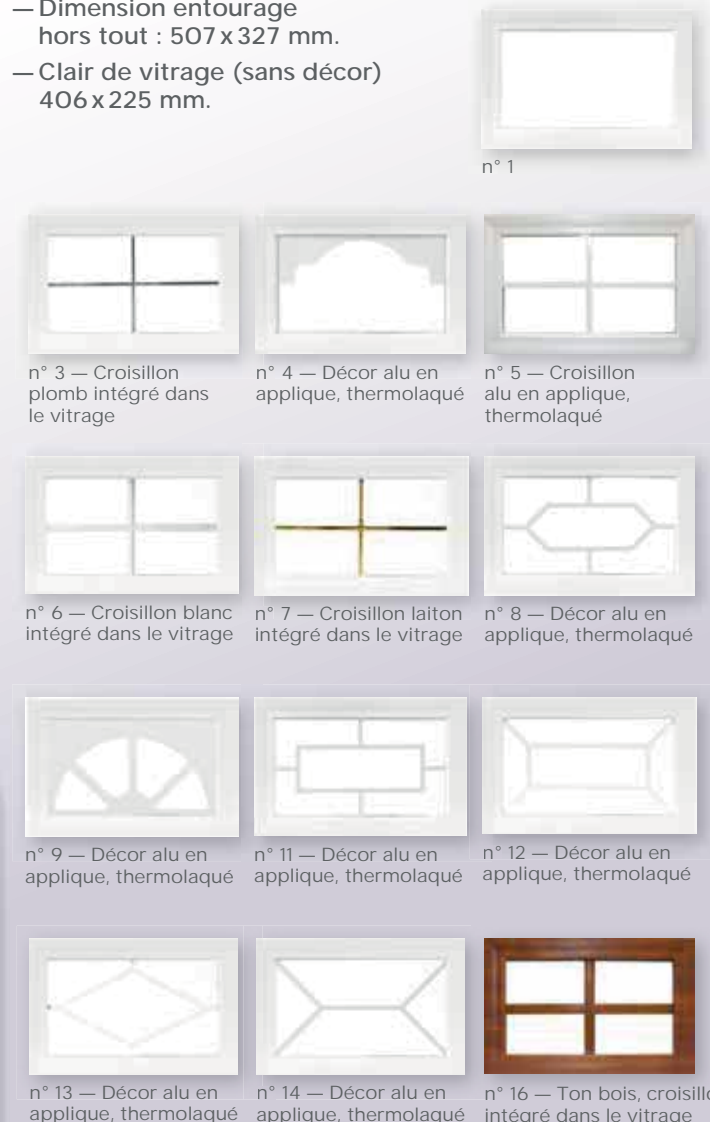 — Dimension entourage
hors tout : 507 x 327 mm.
— Clair de vitrage (sans décor)
406 x 225 mm.
n° 1
n° 3 — Croisillon
plomb intégré dans
le vitrage
n° 4 — Décor alu en
applique, thermolaqué
n° 5 — Croisillon
alu en applique,
thermolaqué
n° 6 — Croisillon blanc
intégré dans le vitrage
n° 7 — Croisillon laiton
intégré dans le vitrage
n° 8 — Décor alu en
applique, thermolaqué
n° 9 — Décor alu en
applique, thermolaqué
n° 11 — Décor alu en
applique, thermolaqué
n° 12 — Décor alu en
applique, thermolaqué
n° 13 — Décor alu en
applique, thermolaqué
n° 14 — Décor alu en
applique, thermolaqué
n° 16 — Ton bois, croisillo
intégré dans le vitrage